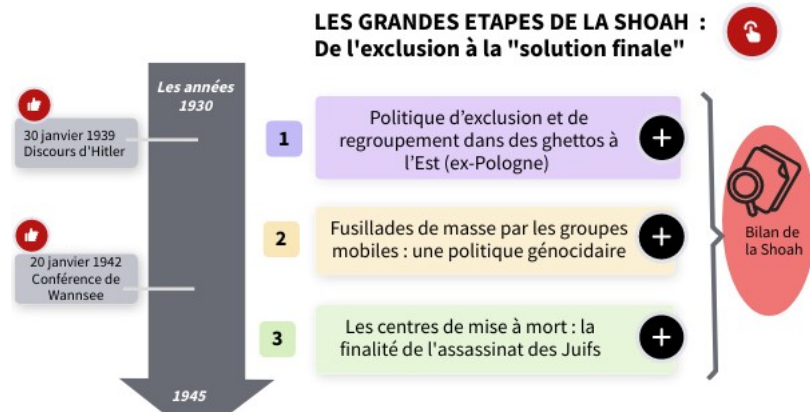 LES GRANDES ETAPES DE LA SHOAH :
De l'exclusion à la "solution finale"
Les années
1930
30 janvier 1939
Discours d'Hitler
1
Politique d’exclusion et de
regroupement dans des ghettos à
l’Est (ex-Pologne)
20 janvier 1942
Conférence de
Wannsee
2
Fusillades de masse par les groupes
mobiles : une politique génocidaire
3
Les centres de mise à mort : la
finalité de l'assassinat des Juifs
1945
Bilan de
la Shoah